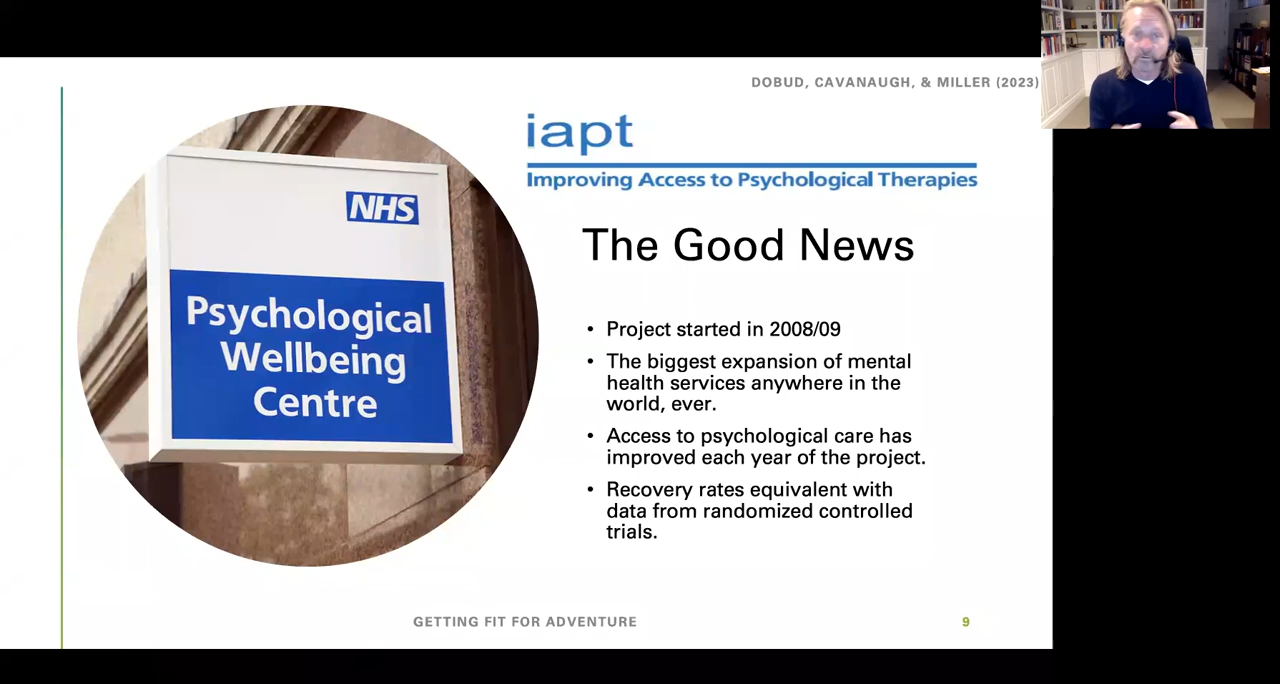 DOBUD, CAVANAUGH, & MILLER (2023)
iapt
Improving Access to Psychological Therapies
NHS
Psychological
Wellbeing
Centre
The Good News
• Project started in 2008/09
• The biggest expansion of mental
health services anywhere in the
world, ever.
• Access to psychological care has
improved each year of the project.
• Recovery rates equivalent with
data from randomized controlled
trials.
GETTING FIT FOR ADVENTURE
9